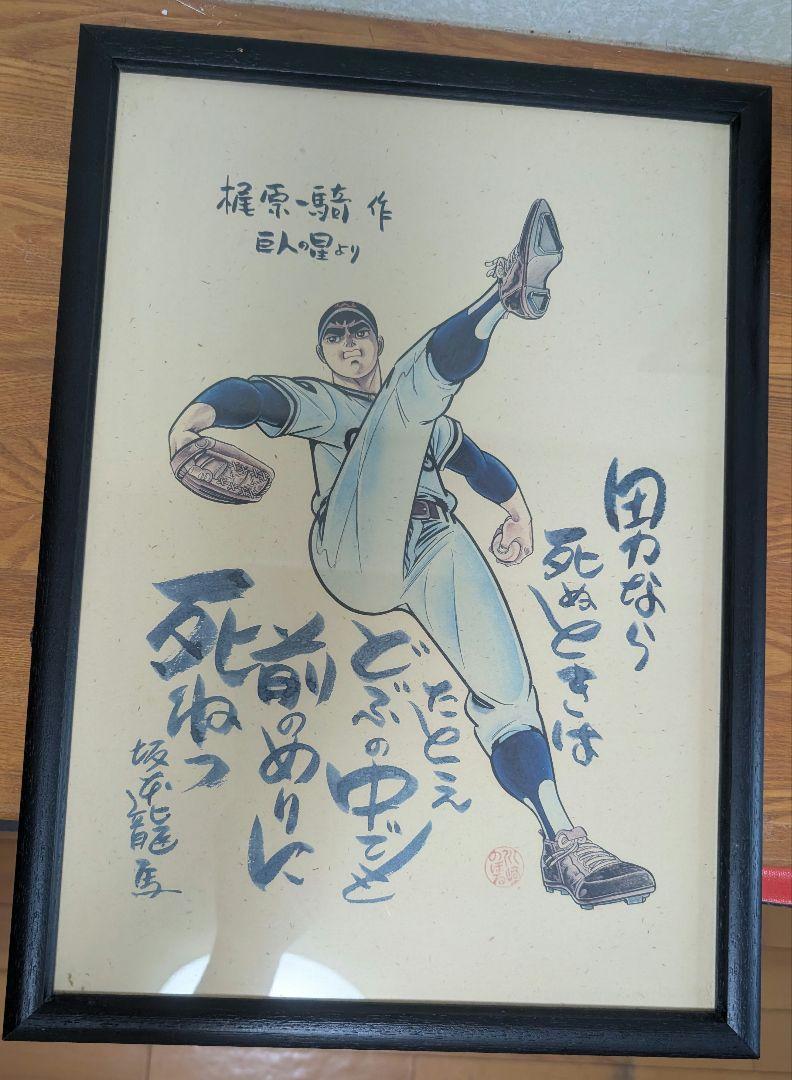 梶原一騎 作
巨人の星より
男なら
死ぬときは
たとえ
どぶの中でも
前のめりに
死ねっ
坂本龍馬